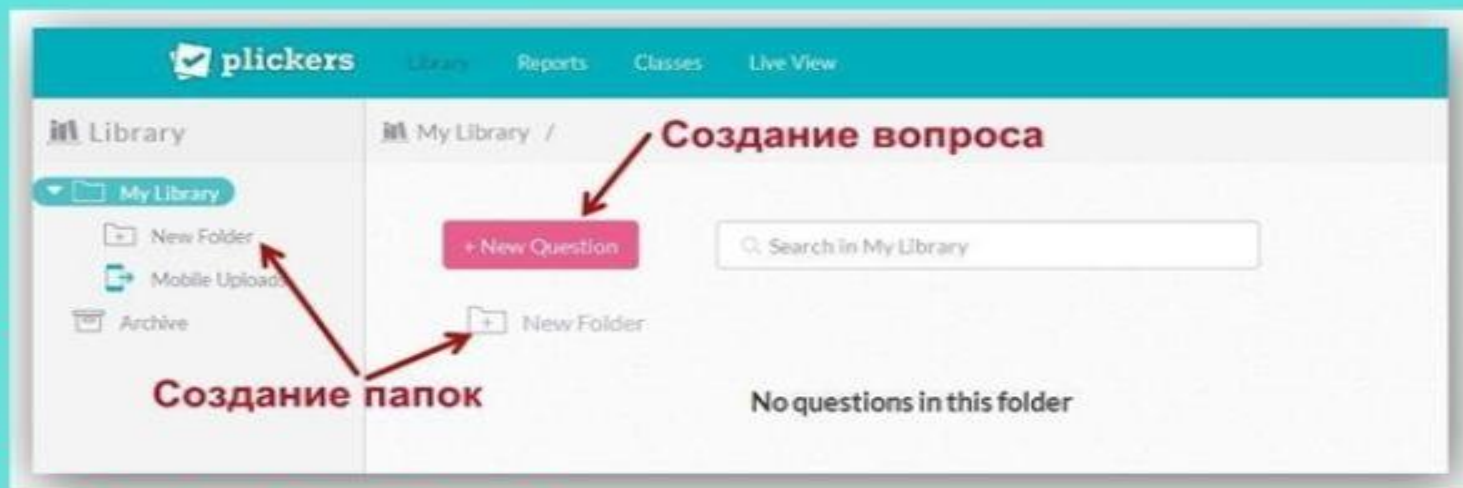 plickers Library Reports Classes Live View
Library
My Library /
Создание вопроса
My Library
New Folder
+ New Question
Search in My Library
Mobile Uploads
Archive
New Folder
Создание папок
No questions in this folder